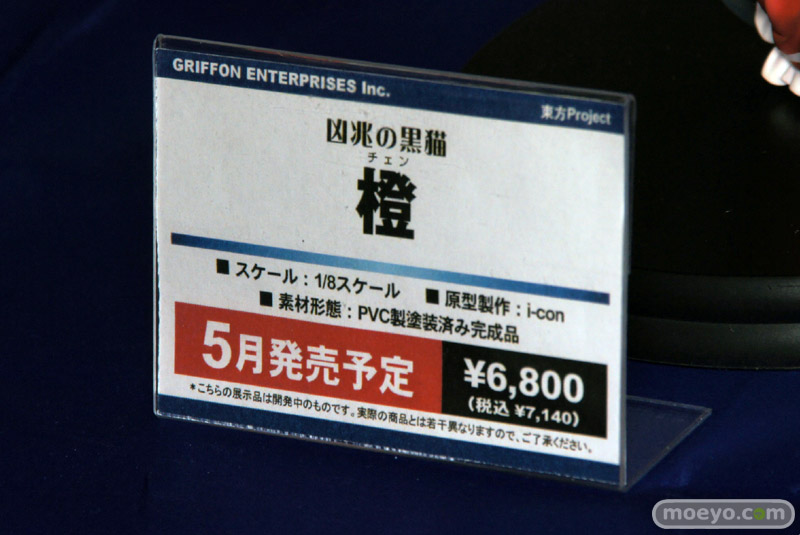 GRIFFON ENTERPRISES Inc.
東方Project
凶兆の黒猫
チェン
橙
■ スケール：1/8スケール ■ 原型製作：i-con
■ 素材形態：PVC製塗装済み完成品
5月発売予定
¥6,800
（税込 ¥7,140）
＊こちらの展示品は開発中のものです。実際の商品とは若干異なりますので、ご了承ください。
moeyo.com